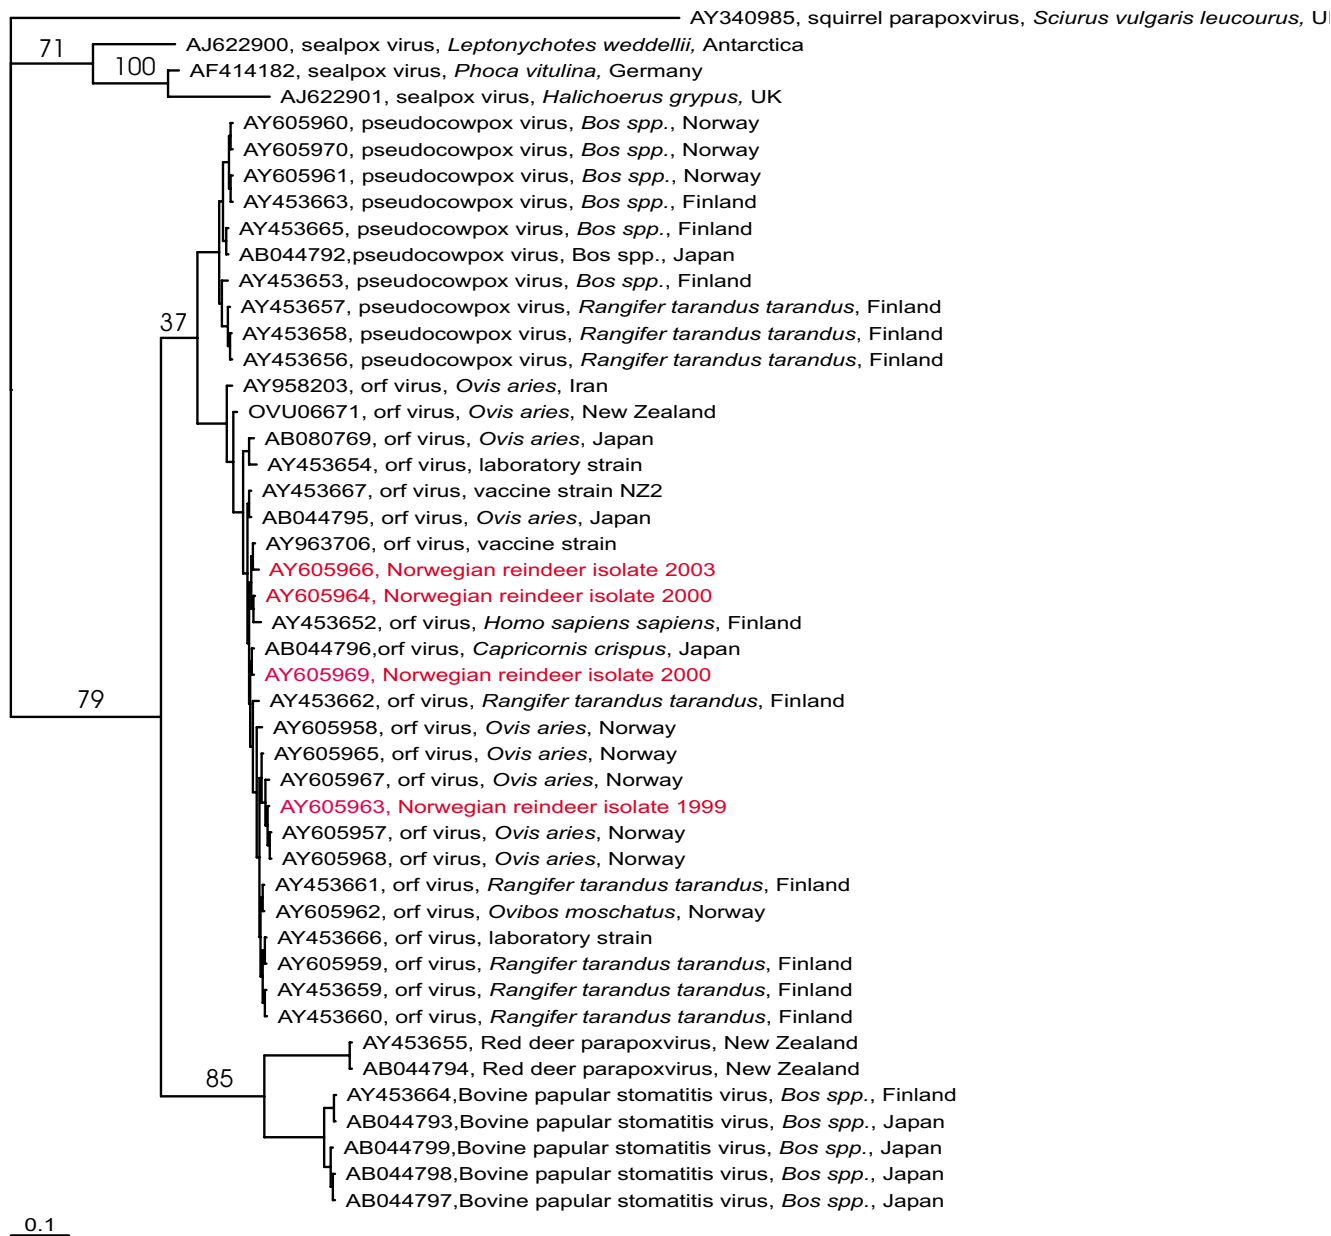 AY340985, squirrel parapoxvirus, Sciurus vulgaris leucourus, U
71
AJ622900, sealpox virus, Leptonychotes weddellii, Antarctica
100
AF414182, sealpox virus, Phoca vitulina, Germany
AJ622901, sealpox virus, Halichoerus grypus, UK
AY605960, pseudocowpox virus, Bos spp., Norway
AY605970, pseudocowpox virus, Bos spp., Norway
AY605961, pseudocowpox virus, Bos spp., Norway
AY453663, pseudocowpox virus, Bos spp., Finland
AY453665, pseudocowpox virus, Bos spp., Finland
AB044792,pseudocowpox virus, Bos spp., Japan
AY453653, pseudocowpox virus, Bos spp., Finland
AY453657, pseudocowpox virus, Rangifer tarandus tarandus, Finland
37
AY453658, pseudocowpox virus, Rangifer tarandus tarandus, Finland
AY453656, pseudocowpox virus, Rangifer tarandus tarandus, Finland
AY958203, orf virus, Ovis aries, Iran
OVU06671, orf virus, Ovis aries, New Zealand
AB080769, orf virus, Ovis aries, Japan
AY453654, orf virus, laboratory strain
AY453667, orf virus, vaccine strain NZ2
AB044795, orf virus, Ovis aries, Japan
AY963706, orf virus, vaccine strain
AY605966, Norwegian reindeer isolate 2003
AY605964, Norwegian reindeer isolate 2000
AY453652, orf virus, Homo sapiens sapiens, Finland
AB044796,orf virus, Capricornis crispus, Japan
AY605969, Norwegian reindeer isolate 2000
79
AY453662, orf virus, Rangifer tarandus tarandus, Finland
AY605958, orf virus, Ovis aries, Norway
AY605965, orf virus, Ovis aries, Norway
AY605967, orf virus, Ovis aries, Norway
AY605963, Norwegian reindeer isolate 1999
AY605957, orf virus, Ovis aries, Norway
AY605968, orf virus, Ovis aries, Norway
AY453661, orf virus, Rangifer tarandus tarandus, Finland
AY605962, orf virus, Ovibos moschatus, Norway
AY453666, orf virus, laboratory strain
AY605959, orf virus, Rangifer tarandus tarandus, Finland
AY453659, orf virus, Rangifer tarandus tarandus, Finland
AY453660, orf virus, Rangifer tarandus tarandus, Finland
AY453655, Red deer parapoxvirus, New Zealand
AB044794, Red deer parapoxvirus, New Zealand
85
AY453664,Bovine papular stomatitis virus, Bos spp., Finland
AB044793,Bovine papular stomatitis virus, Bos spp., Japan
AB044799,Bovine papular stomatitis virus, Bos spp., Japan
AB044798,Bovine papular stomatitis virus, Bos spp., Japan
AB044797,Bovine papular stomatitis virus, Bos spp., Japan
0.1